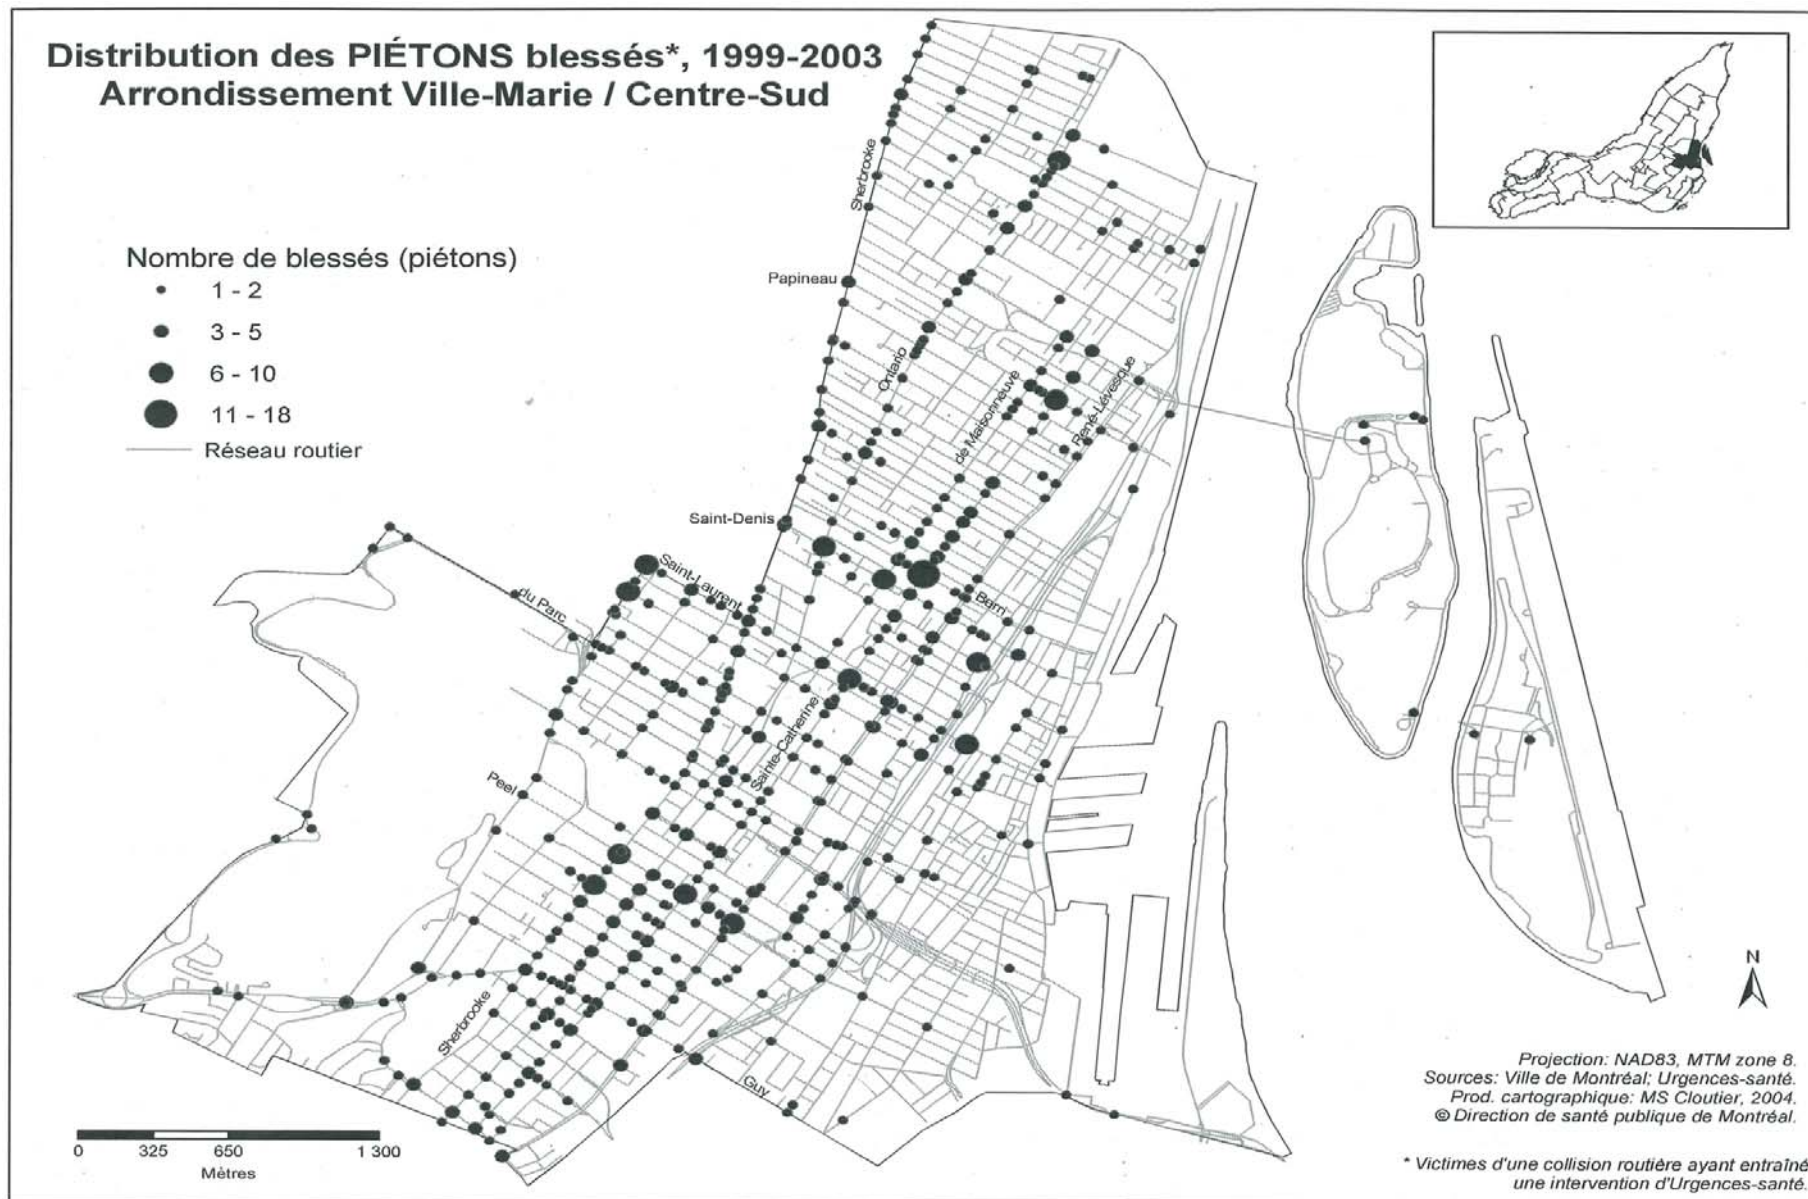 Distribution des PIÉTONS blessés*, 1999-2003
Arrondissement Ville-Marie / Centre-Sud
Nombre de blessés (piétons)
1 - 2
3 - 5
6 - 10
11 - 18
Réseau routier
Sherbrooke
Papineau
Ontario
de Maisonneuve
René-Lévesque
Saint-Denis
Saint-Laurent
du Parc
Berri
Sainte-Catherine
Peel
Sherbrooke
Guy
N
0 325 650 1 300
Mètres
Projection: NAD83, MTM zone 8.
Sources: Ville de Montréal; Urgences-santé.
Prod. cartographique: MS Cloutier, 2004.
© Direction de santé publique de Montréal.
* Victimes d'une collision routière ayant entraîné
une intervention d'Urgences-santé.